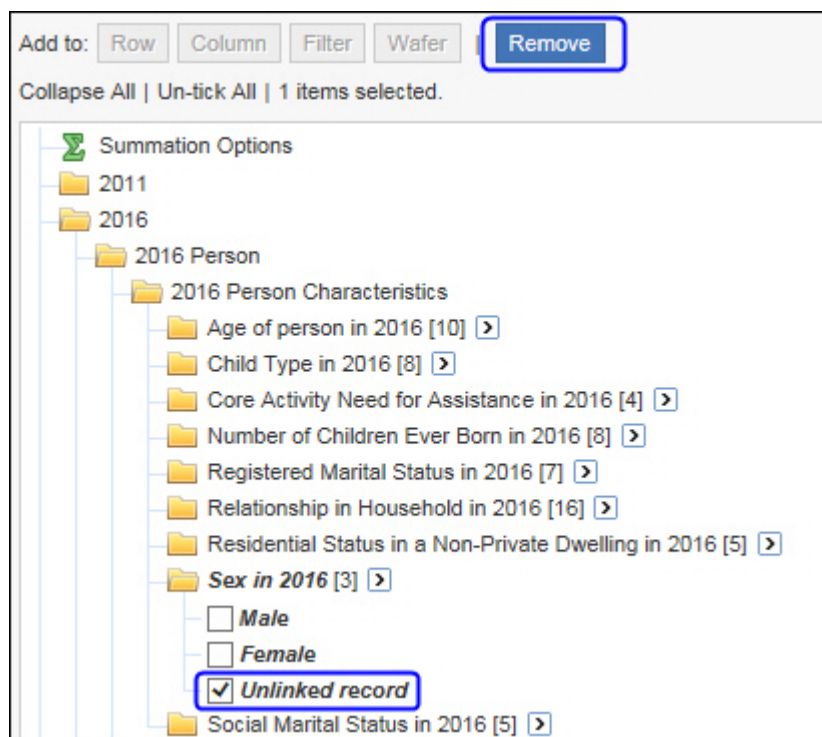 Add to: Row Column Filter Wafer | Remove
Collapse All | Un-tick All | 1 items selected.
Summation Options
2011
2016
2016 Person
2016 Person Characteristics
Age of person in 2016 [10]
Child Type in 2016 [8]
Core Activity Need for Assistance in 2016 [4]
Number of Children Ever Born in 2016 [8]
Registered Marital Status in 2016 [7]
Relationship in Household in 2016 [16]
Residential Status in a Non-Private Dwelling in 2016 [5]
Sex in 2016 [3]
Male
Female
Unlinked record
Social Marital Status in 2016 [5]